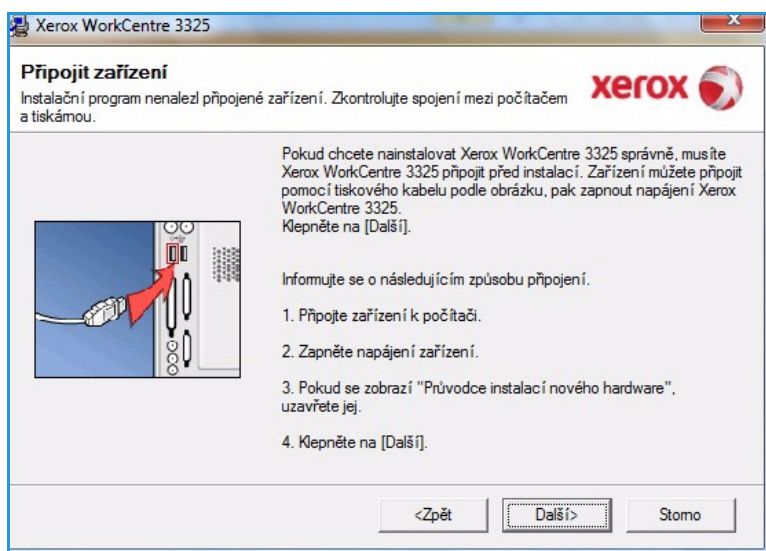 Xerox WorkCentre 3325
Připojit zařízení
Instalační program nenalezl připojené zařízení. Zkontrolujte spojení mezi počítačem
a tiskárnou.
xerox
Pokud chcete nainstalovat Xerox WorkCentre 3325 správně, musíte
Xerox WorkCentre 3325 připojit před instalací. Zařízení můžete připojit
pomocí tiskového kabelu podle obrázku, pak zapnout napájení Xerox
WorkCentre 3325.
Klepněte na [Další].
Informujte se o následujícím způsobu připojení.
1. Připojte zařízení k počítači.
2. Zapněte napájení zařízení.
3. Pokud se zobrazí "Průvodce instalací nového hardware",
uzavřete jej.
4. Klepněte na [Další].
<Zpět
Další>
Storno